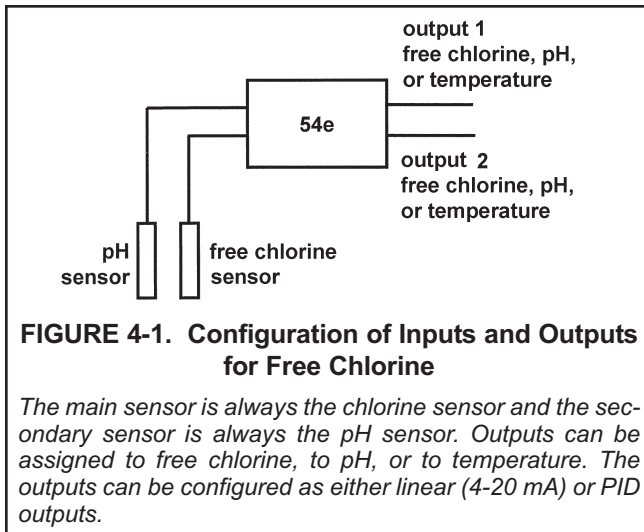 output 1
free chlorine, pH,
or temperature
54e
output 2
free chlorine, pH,
or temperature
pH
sensor
free chlorine
sensor
FIGURE 4-1. Configuration of Inputs and Outputs
for Free Chlorine
The main sensor is always the chlorine sensor and the sec-
ondary sensor is always the pH sensor. Outputs can be
assigned to free chlorine, to pH, or to temperature. The
outputs can be configured as either linear (4-20 mA) or PID
outputs.